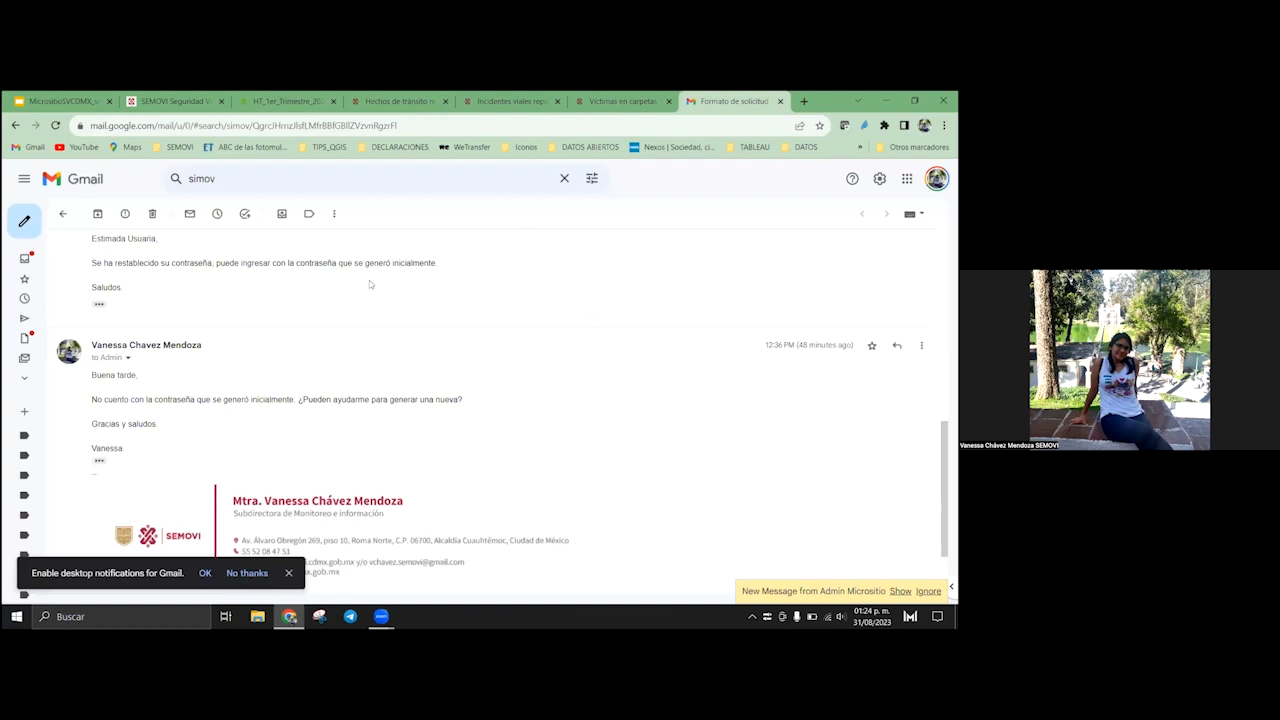 MicrositioSVCDMX_v
SEMOVI Seguridad V
HT_1er_Trimestre_202
Hechos de tránsito re
Incidentes viales repo
Víctimas en carpetas
Formato de solicitud
mail.google.com/mail/u/0/#search/simov/
Gmail
YouTube
Maps
SEMOVI
ABC de las fotomul...
TIPS_QGIS
DECLARACIONES
WeTransfer
Iconos
DATOS ABIERTOS
Nexos | Sociedad, ci...
TABLEAU
DATOS
»
Otros marcadores
Gmail
simov
Estimada Usuaria,
Se ha restablecido su contraseña, puede ingresar con la contraseña que se generó inicialmente.
Saludos.
Vanessa Chavez Mendoza
12:36 PM (48 minutes ago)
to Admin
Buena tarde,
No cuento con la contraseña que se generó inicialmente. ¿Pueden ayudarme para generar una nueva?
Gracias y saludos.
Vanessa.
--
Mtra. Vanessa Chávez Mendoza
Subdirectora de Monitoreo e información
SEMOVI
Av. Álvaro Obregón 269, piso 10, Roma Norte, C.P. 06700, Alcaldía Cuauhtémoc, Ciudad de México
55 52 08 47 51
.cdmx.gob.mx y/o vchavez.semovi@gmail.com
.gob.mx
Enable desktop notifications for Gmail. OK No thanks
New Message from Admin Micrositio Show Ignore
Buscar
01:24 p. m.
31/08/2023
Vanessa Chávez Mendoza SEMOVI